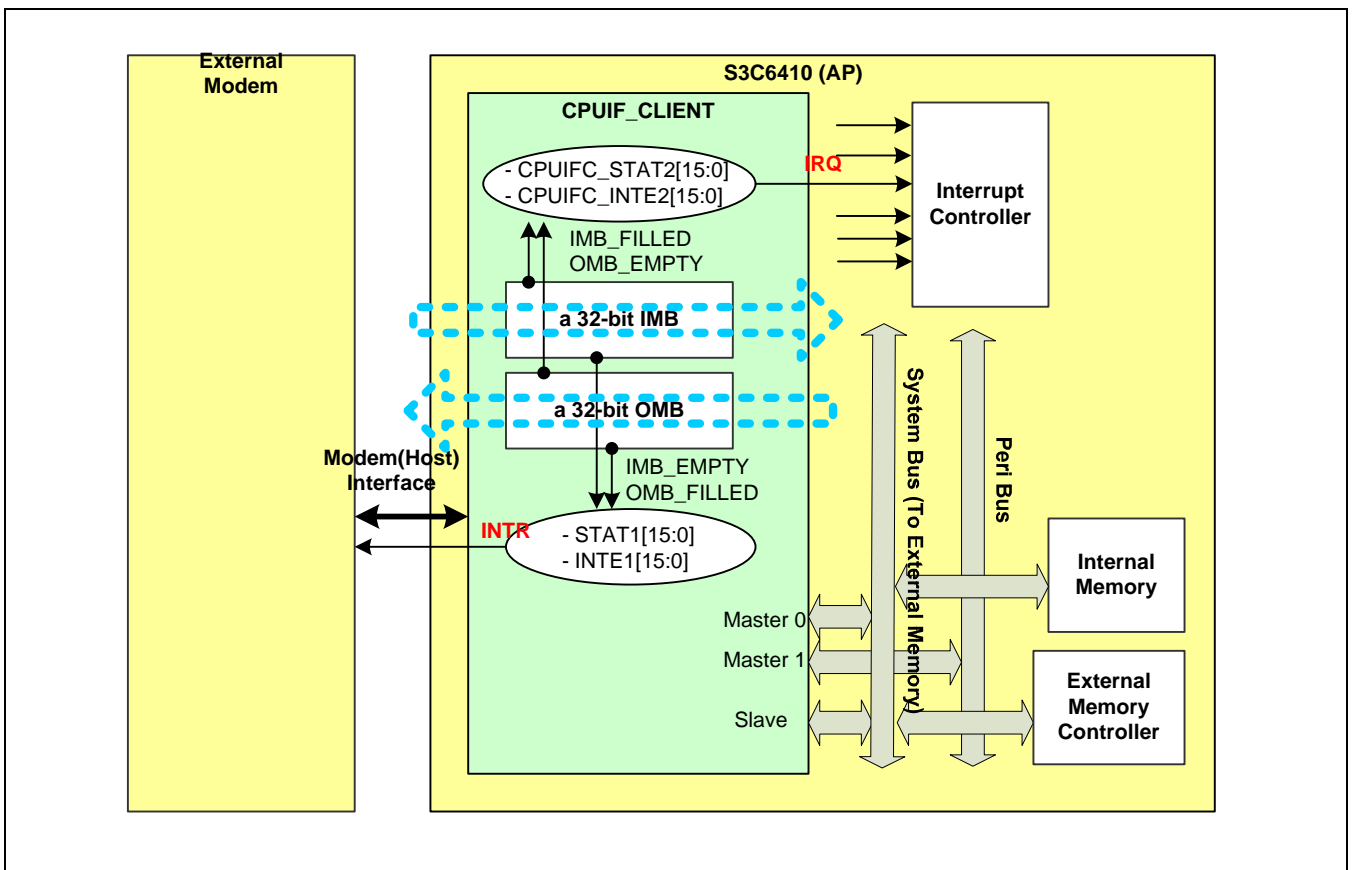 External
Modem
S3C6410 (AP)
CPUIF_CLIENT
- CPUIFC_STAT2[15:0]
- CPUIFC_INTE2[15:0]
IRQ
Interrupt
Controller
IMB_FILLED
OMB_EMPTY
a 32-bit IMB
a 32-bit OMB
Modem(Host)
Interface
IMB_EMPTY
OMB_FILLED
INTR
- STAT1[15:0]
- INTE1[15:0]
System Bus (To External Memory)
Peri Bus
Internal
Memory
Master 0
Master 1
Slave
External
Memory
Controller